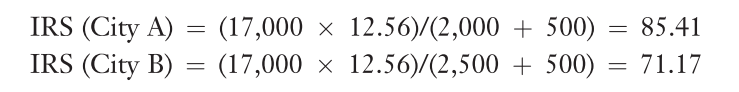 IRS (City A) = (17,000 × 12.56)/(2,000 + 500) = 85.41
IRS (City B) = (17,000 × 12.56)/(2,500 + 500) = 71.17